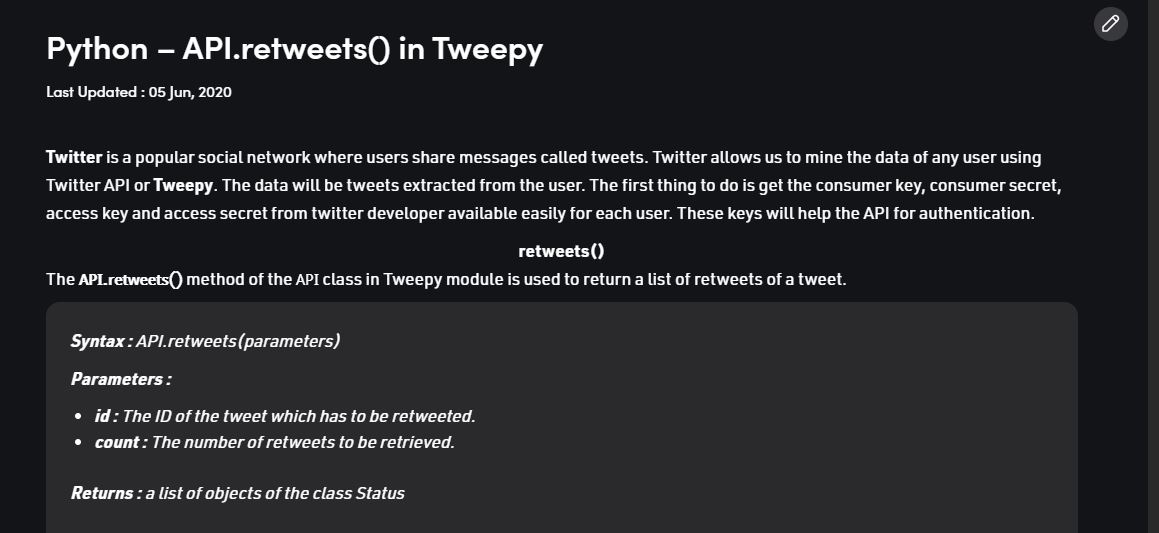 Python – API.retweets() in Tweepy
Last Updated : 05 Jun, 2020
Twitter is a popular social network where users share messages called tweets. Twitter allows us to mine the data of any user using
Twitter API or Tweepy. The data will be tweets extracted from the user. The first thing to do is get the consumer key, consumer secret,
access key and access secret from twitter developer available easily for each user. These keys will help the API for authentication.
retweets()
The API.retweets() method of the API class in Tweepy module is used to return a list of retweets of a tweet.
Syntax : API.retweets(parameters)
Parameters :
• id : The ID of the tweet which has to be retweeted.
• count : The number of retweets to be retrieved.
Returns : a list of objects of the class Status